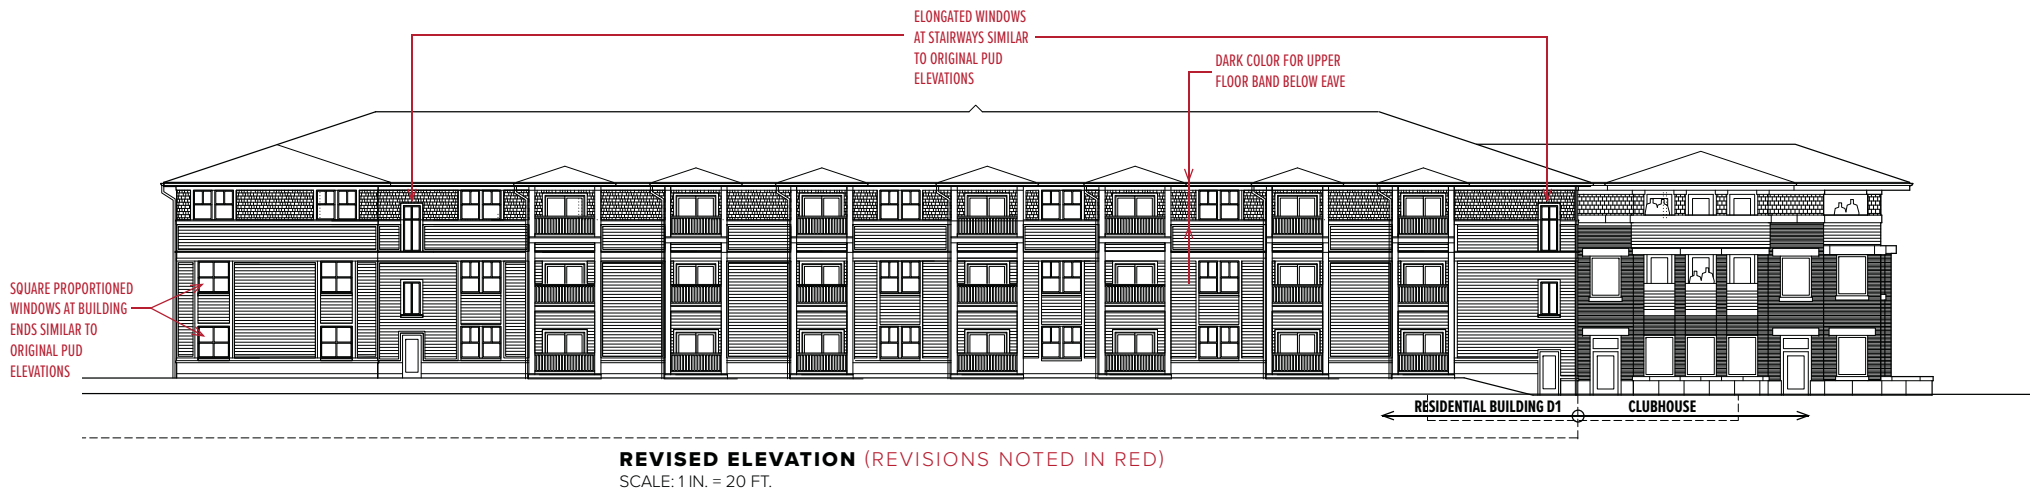 ELONGATED WINDOWS
AT STAIRWAYS SIMILAR
TO ORIGINAL PUD
ELEVATIONS
DARK COLOR FOR UPPER
FLOOR BAND BELOW EAVE
SQUARE PROPORTIONED
WINDOWS AT BUILDING
ENDS SIMILAR TO
ORIGINAL PUD
ELEVATIONS
RESIDENTIAL BUILDING D1
CLUBHOUSE
REVISED ELEVATION (REVISIONS NOTED IN RED)
SCALE: 1 IN. = 20 FT.